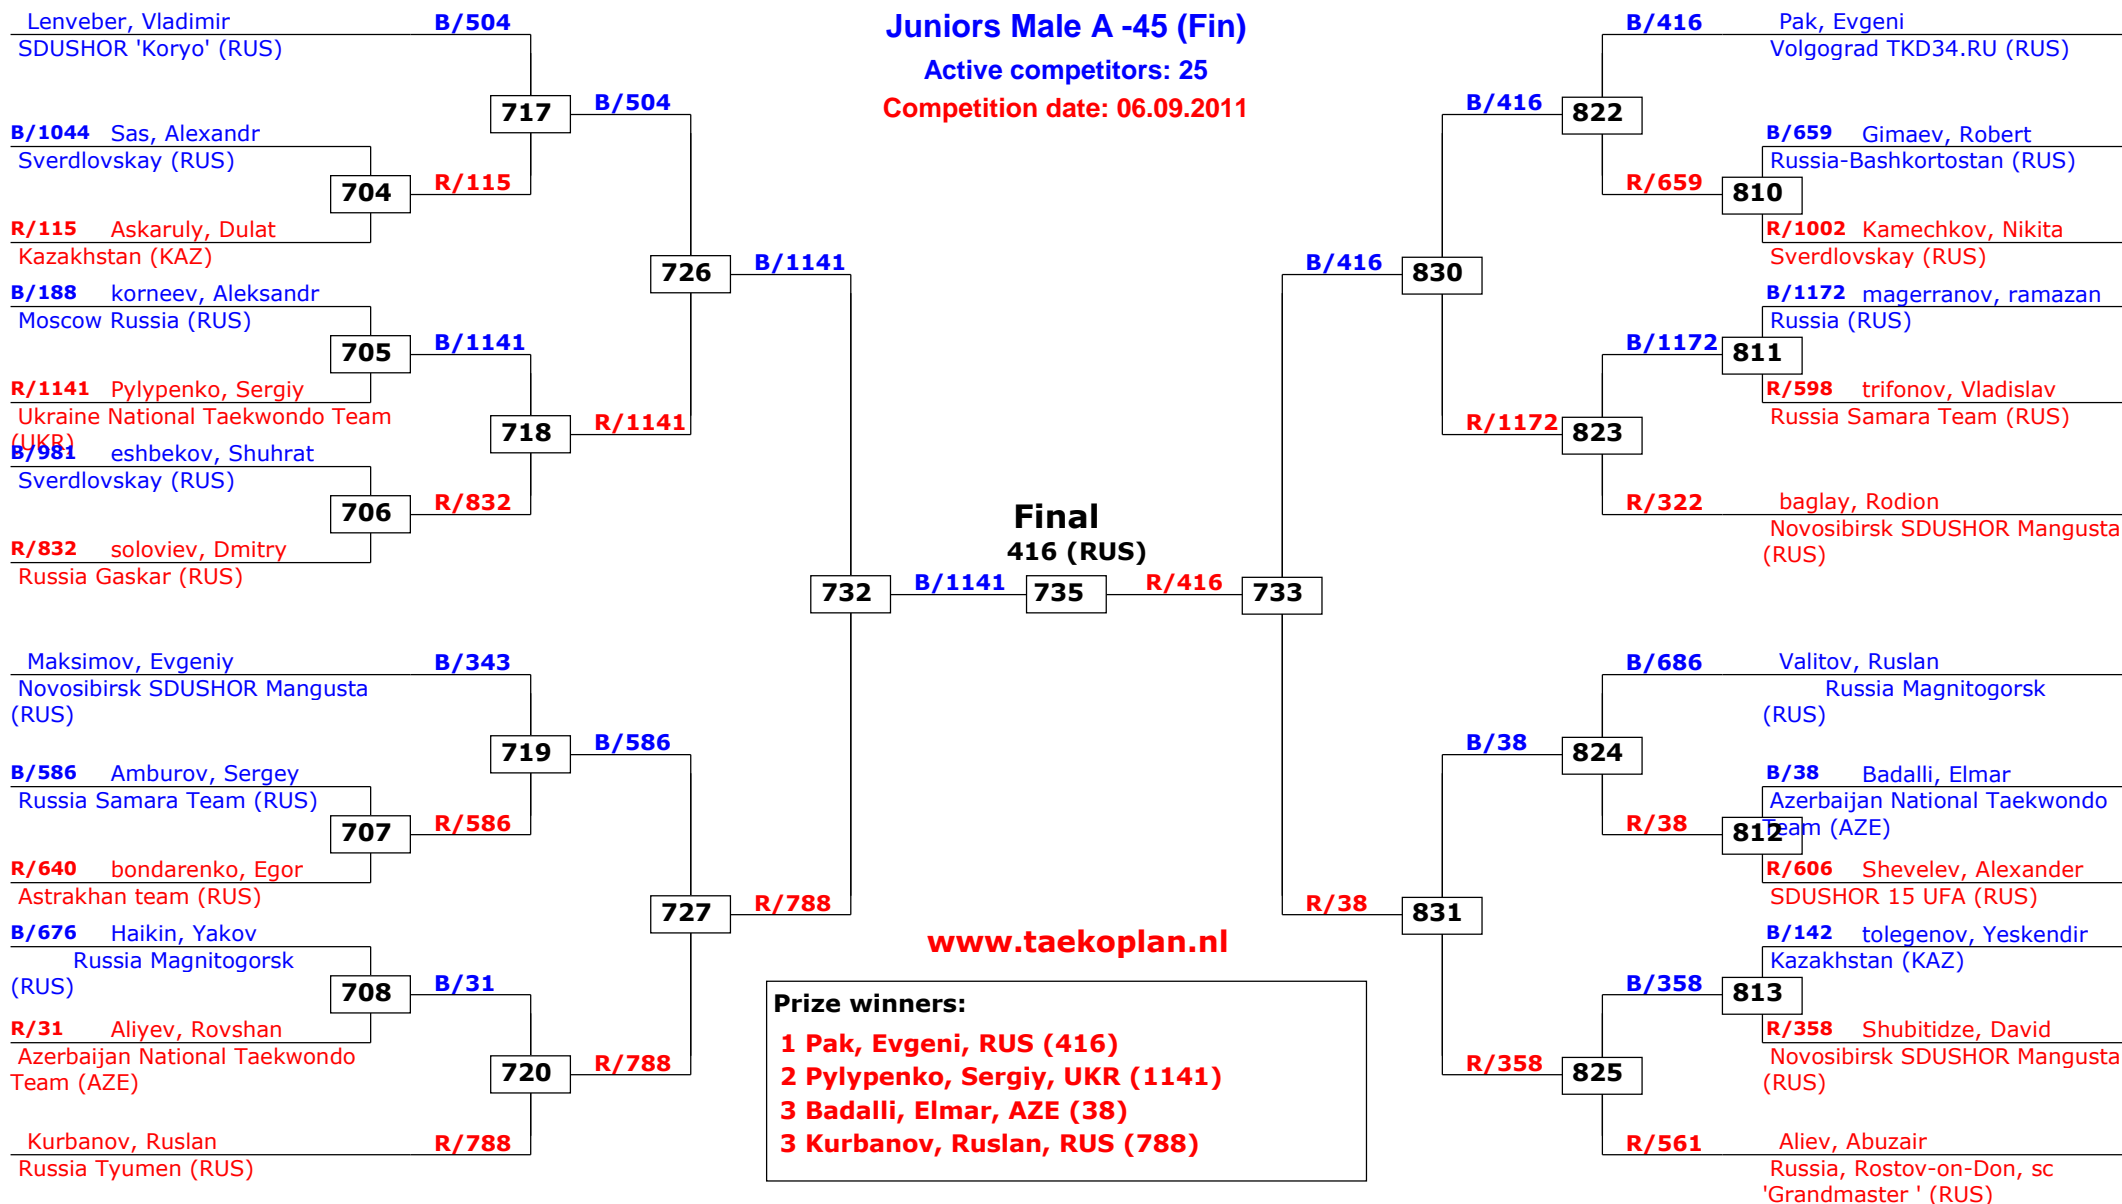 Juniors Male A -45 (Fin)
Active competitors: 25
Competition date: 06.09.2011
Lenveber, Vladimir
B/504
SDUSHOR 'Koryo' (RUS)
717
B/504
B/1044 Sas, Alexandr
Sverdlovskay (RUS)
704
R/115
R/115 Askaruly, Dulat
Kazakhstan (KAZ)
726
B/1141
B/188 korneev, Aleksandr
Moscow Russia (RUS)
705
B/1141
R/1141 Pylypenko, Sergiy
Ukraine National Taekwondo Team
(UKR)
718
R/1141
B/981 eshbekov, Shuhrat
Sverdlovskay (RUS)
706
R/832
R/832 soloviev, Dmitry
Russia Gaskar (RUS)
732
B/1141
Maksimov, Evgeniy
B/343
Novosibirsk SDUSHOR Mangusta
(RUS)
719
B/586
B/586 Amburov, Sergey
Russia Samara Team (RUS)
707
R/586
R/640 bondarenko, Egor
Astrakhan team (RUS)
727
R/788
B/676 Haikin, Yakov
Russia Magnitogorsk
(RUS)
708
B/31
R/31 Aliyev, Rovshan
Azerbaijan National Taekwondo
Team (AZE)
720
R/788
Kurbanov, Ruslan
R/788
Russia Tyumen (RUS)
Final
416 (RUS)
735
R/416
733
B/416 Pak, Evgeni
Volgograd TKD34.RU (RUS)
B/416
822
B/659 Gimaev, Robert
Russia-Bashkortostan (RUS)
R/659
810
R/1002 Kamechkov, Nikita
Sverdlovskay (RUS)
B/416
830
B/1172 magerranov, ramazan
Russia (RUS)
B/1172
811
R/598 trifonov, Vladislav
Russia Samara Team (RUS)
R/1172
823
R/322 baglay, Rodion
Novosibirsk SDUSHOR Mangusta
(RUS)
B/686 Valitov, Ruslan
Russia Magnitogorsk
(RUS)
B/38
824
B/38 Badalli, Elmar
Azerbaijan National Taekwondo
Team (AZE)
R/38
812
R/606 Shevelev, Alexander
SDUSHOR 15 UFA (RUS)
R/38
831
B/142 tolegenov, Yeskendir
Kazakhstan (KAZ)
B/358
813
R/358 Shubitidze, David
Novosibirsk SDUSHOR Mangusta
(RUS)
R/358
825
R/561 Aliev, Abuzair
Russia, Rostov-on-Don, sc
'Grandmaster ' (RUS)
www.taekoplan.nl
Prize winners:
1 Pak, Evgeni, RUS (416)
2 Pylypenko, Sergiy, UKR (1141)
3 Badalli, Elmar, AZE (38)
3 Kurbanov, Ruslan, RUS (788)